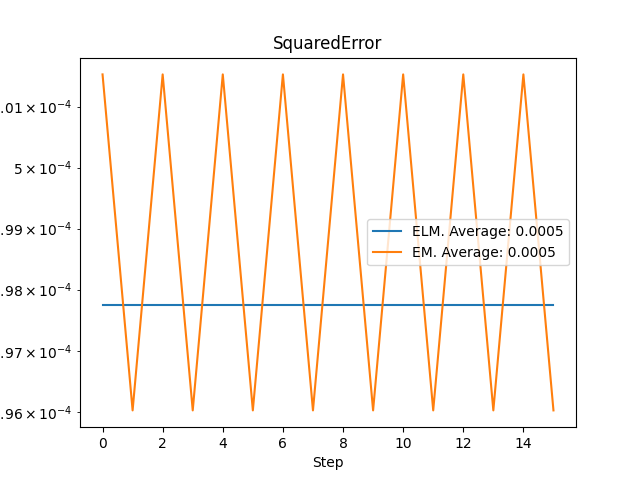 SquaredError
.01 × 10⁻⁴
5 × 10⁻⁴
.99 × 10⁻⁴
.98 × 10⁻⁴
.97 × 10⁻⁴
.96 × 10⁻⁴
ELM. Average: 0.0005
EM. Average: 0.0005
0 2 4 6 8 10 12 14
Step